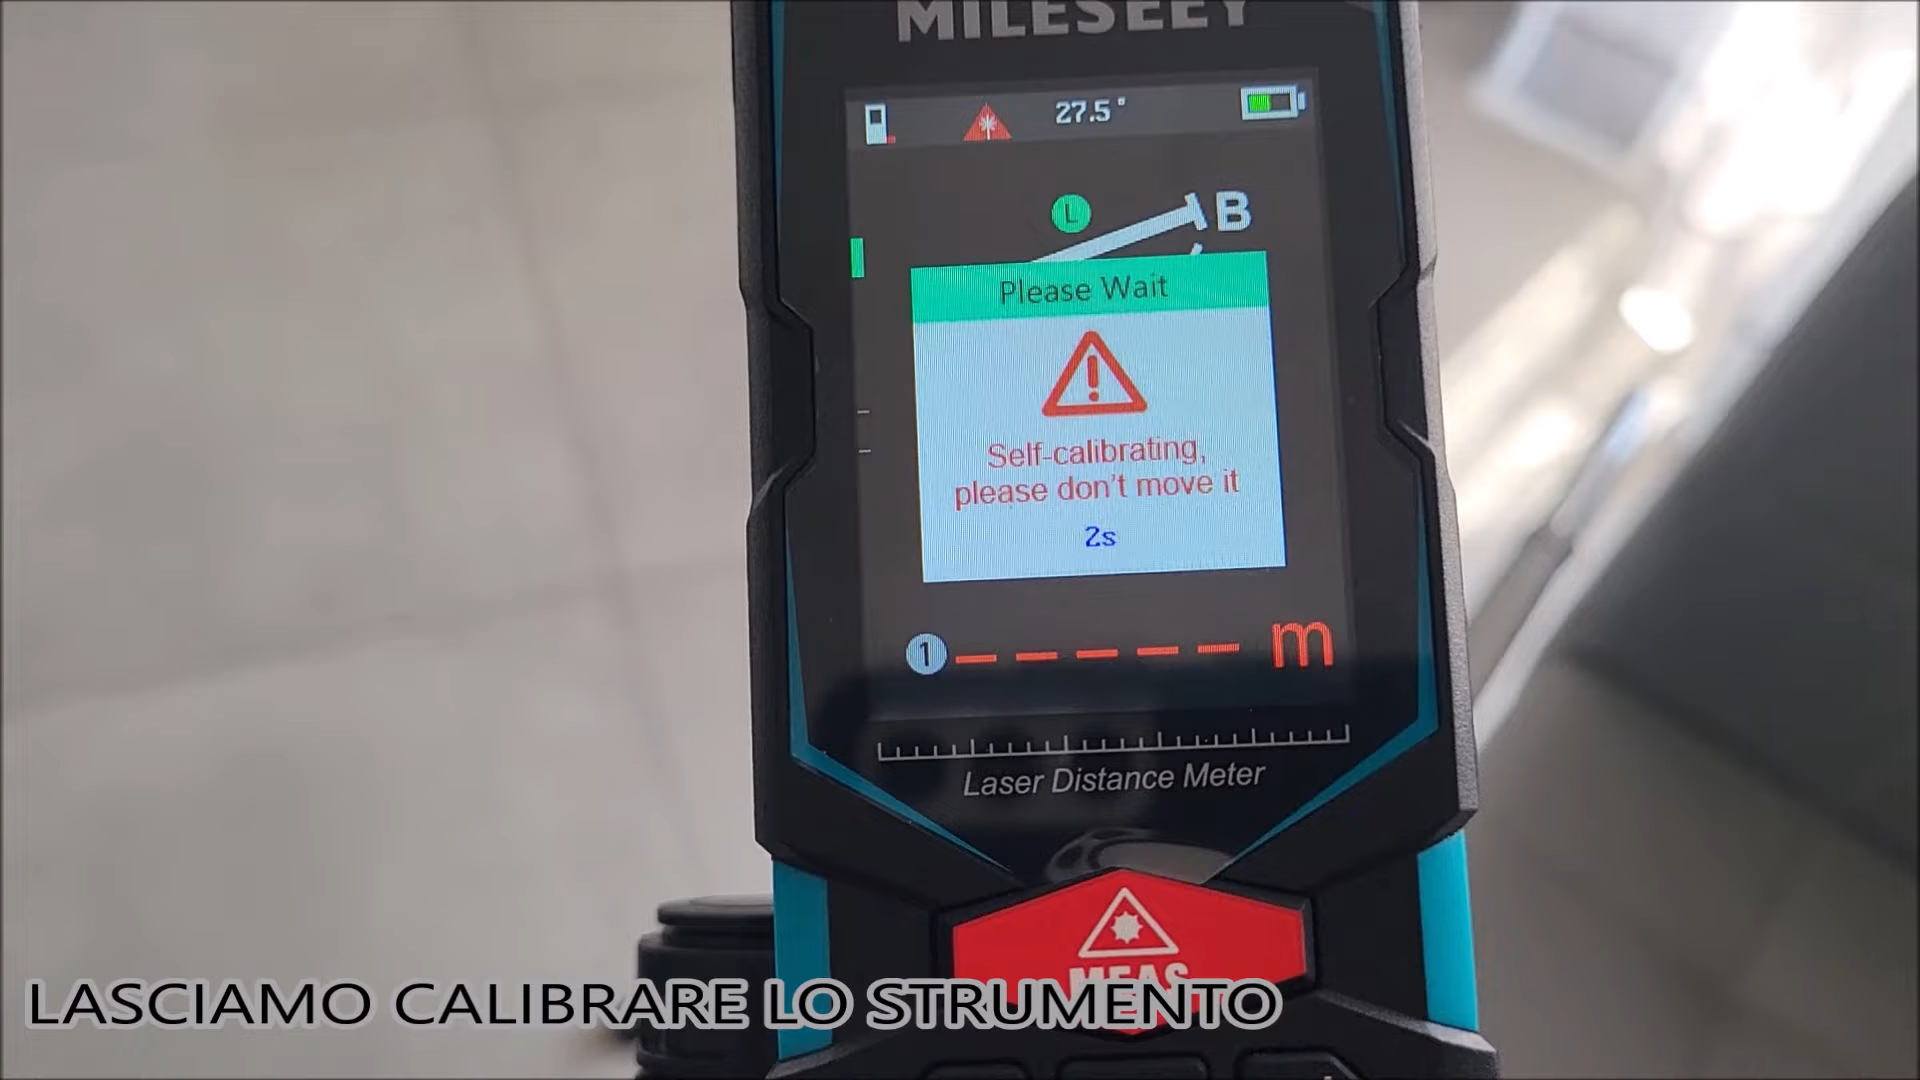 MILESEEY
27.5°
L
B
Please Wait
Self-calibrating,
please don't move it
2s
1 _ _ _ _ _ m
Laser Distance Meter
MEAS
LASCIAMO CALIBRARE LO STRUMENTO